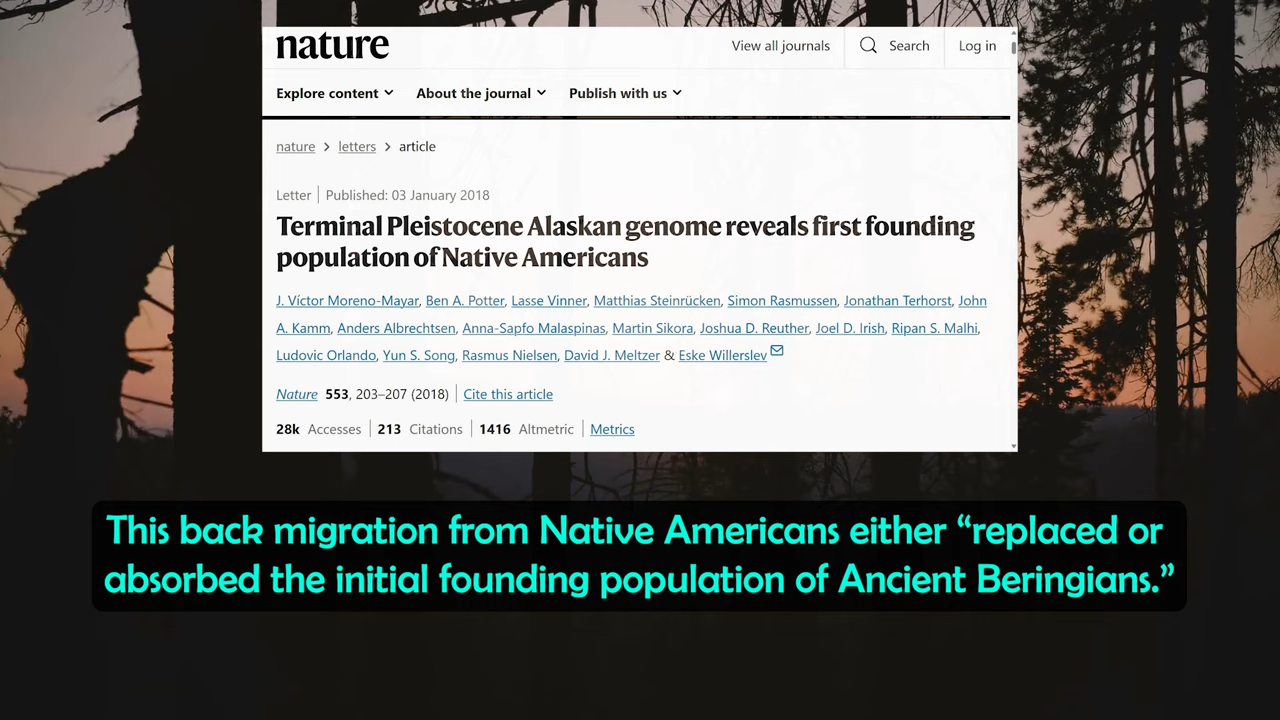 nature
View all journals
Search
Log in
Explore content
About the journal
Publish with us
nature > letters > article
Letter | Published: 03 January 2018
Terminal Pleistocene Alaskan genome reveals first founding
population of Native Americans
J. Víctor Moreno-Mayar, Ben A. Potter, Lasse Vinner, Matthias Steinrücken, Simon Rasmussen, Jonathan Terhorst, John
A. Kamm, Anders Albrechtsen, Anna-Sapfo Malaspinas, Martin Sikora, Joshua D. Reuther, Joel D. Irish, Ripan S. Malhi,
Ludovic Orlando, Yun S. Song, Rasmus Nielsen, David J. Meltzer & Eske Willerslev
Nature 553, 203–207 (2018) | Cite this article
28k Accesses | 213 Citations | 1416 Altmetric | Metrics
This back migration from Native Americans either “replaced or
absorbed the initial founding population of Ancient Beringians.”